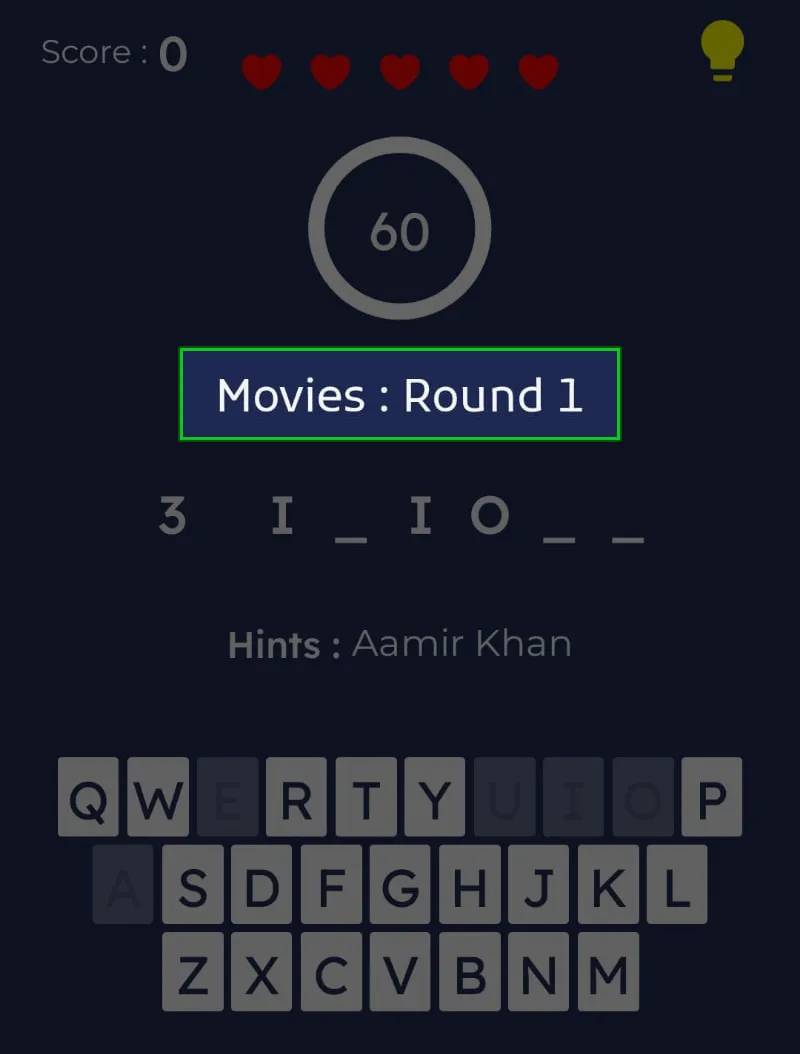 Score : 0
60
Movies : Round 1
3 I _ I O _ _
Hints : Aamir Khan
Q W E R T Y U I O P
A S D F G H J K L
Z X C V B N M